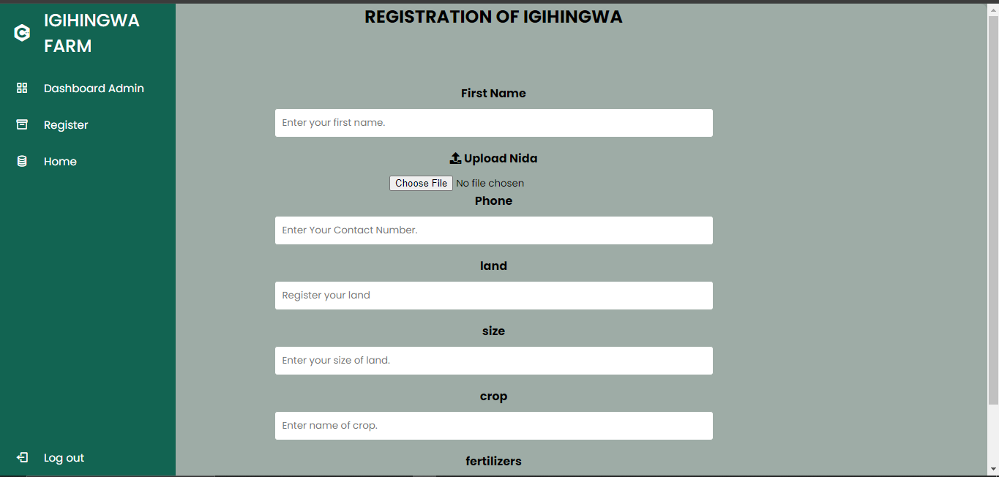 IGIHINGWA
FARM
Dashboard Admin
Register
Home
Log out
REGISTRATION OF IGIHINGWA
First Name
Enter your first name.
Upload Nida
Choose File No file chosen
Phone
Enter Your Contact Number.
land
Register your land
size
Enter your size of land.
crop
Enter name of crop.
fertilizers